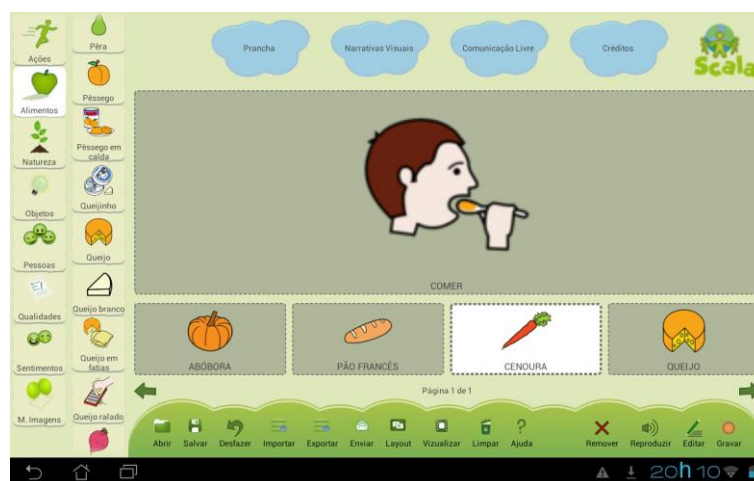 Prancha
Narrativas Visuais
Comunicação Livre
Créditos
Scala
Ações
Alimentos
Natureza
Objetos
Pessoas
Qualidades
Sentimentos
M. Imagens
Pêra
Pêssego
Pêssego em
calda
Queijinho
Queijo
Queijo branco
Queijo em
fatias
Queijo ralado
COMER
ABÓBORA
PÃO FRANCÊS
CENOURA
QUEIJO
Página 1 de 1
Abrir
Salvar
Desfazer
Importar
Exportar
Enviar
Layout
Vizualizar
Limpar
Ajuda
Remover
Reproduzir
Editar
Gravar
20h10